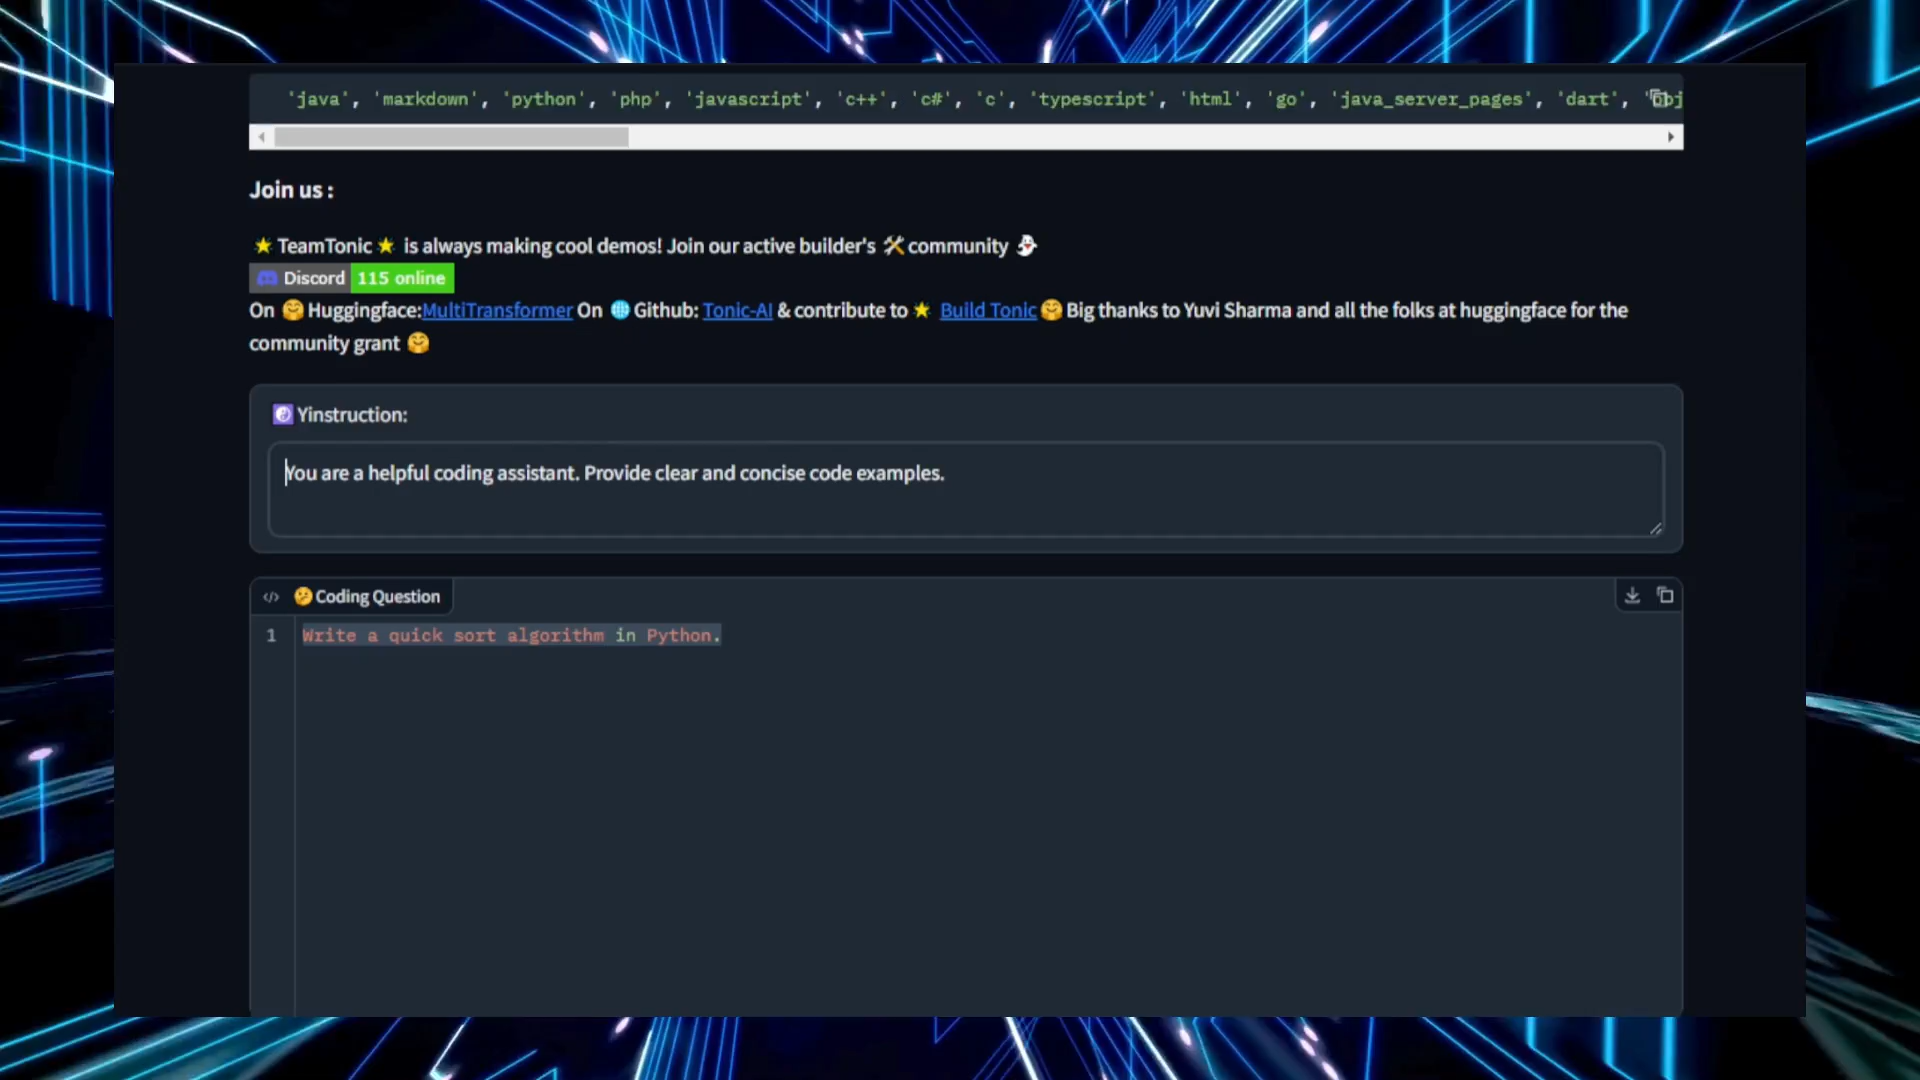 'java', 'markdown', 'python', 'php', 'javascript', 'c++', 'c#', 'c', 'typescript', 'html', 'go', 'java_server_pages', 'dart', 'obj
Join us :
🌟 TeamTonic 🌟 is always making cool demos! Join our active builder's 🛠️ community 👻
Discord 115 online
On 🤗 Huggingface:MultiTransformer On 🌐 Github: Tonic-AI & contribute to 🌟 Build Tonic 🤗 Big thanks to Yuvi Sharma and all the folks at huggingface for the
community grant 🤗
☯️ Yinstruction:
You are a helpful coding assistant. Provide clear and concise code examples.
</> 🤔 Coding Question
1 Write a quick sort algorithm in Python.